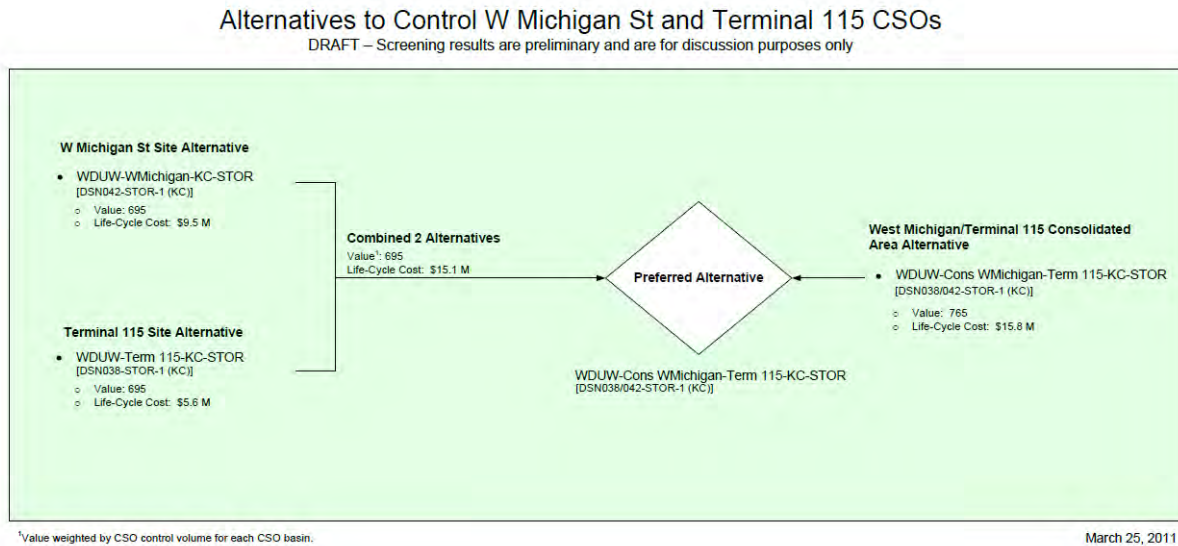 Alternatives to Control W Michigan St and Terminal 115 CSOs
DRAFT – Screening results are preliminary and are for discussion purposes only
W Michigan St Site Alternative
• WDUW-WMichigan-KC-STOR
[DSN042-STOR-1 (KC)]
o Value: 695
o Life-Cycle Cost: $9.5 M
Combined 2 Alternatives
Value¹: 695
Life-Cycle Cost: $15.1 M
Terminal 115 Site Alternative
• WDUW-Term 115-KC-STOR
[DSN038-STOR-1 (KC)]
o Value: 695
o Life-Cycle Cost: $5.6 M
Preferred Alternative
WDUW-Cons WMichigan-Term 115-KC-STOR
[DSN038/042-STOR-1 (KC)]
West Michigan/Terminal 115 Consolidated
Area Alternative
• WDUW-Cons WMichigan-Term 115-KC-STOR
[DSN038/042-STOR-1 (KC)]
o Value: 765
o Life-Cycle Cost: $15.8 M
¹Value weighted by CSO control volume for each CSO basin.
March 25, 2011